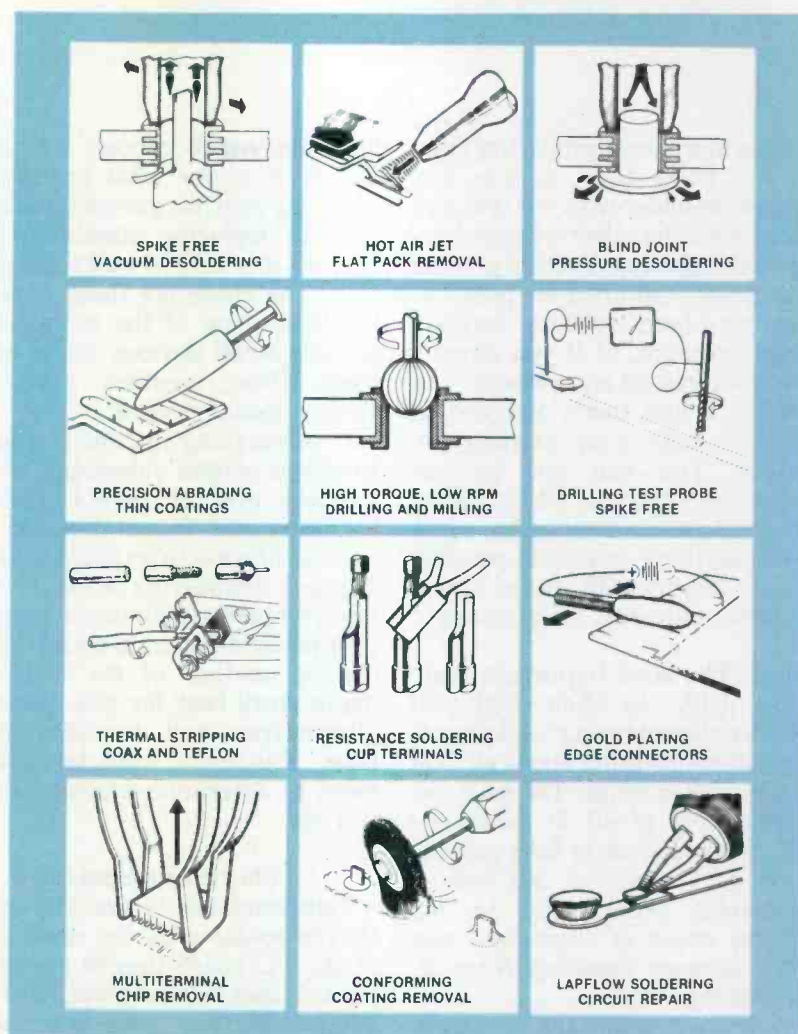 SPIKE FREE
VACUUM DESOLDERING
HOT AIR JET
FLAT PACK REMOVAL
BLIND JOINT
PRESSURE DESOLDERING
PRECISION ABRADING
THIN COATINGS
HIGH TORQUE, LOW RPM
DRILLING AND MILLING
DRILLING TEST PROBE
SPIKE FREE
THERMAL STRIPPING
COAX AND TEFLON
RESISTANCE SOLDERING
CUP TERMINALS
GOLD PLATING
EDGE CONNECTORS
MULTITERMINAL
CHIP REMOVAL
CONFORMING
COATING REMOVAL
LAPFLOW SOLDERING
CIRCUIT REPAIR